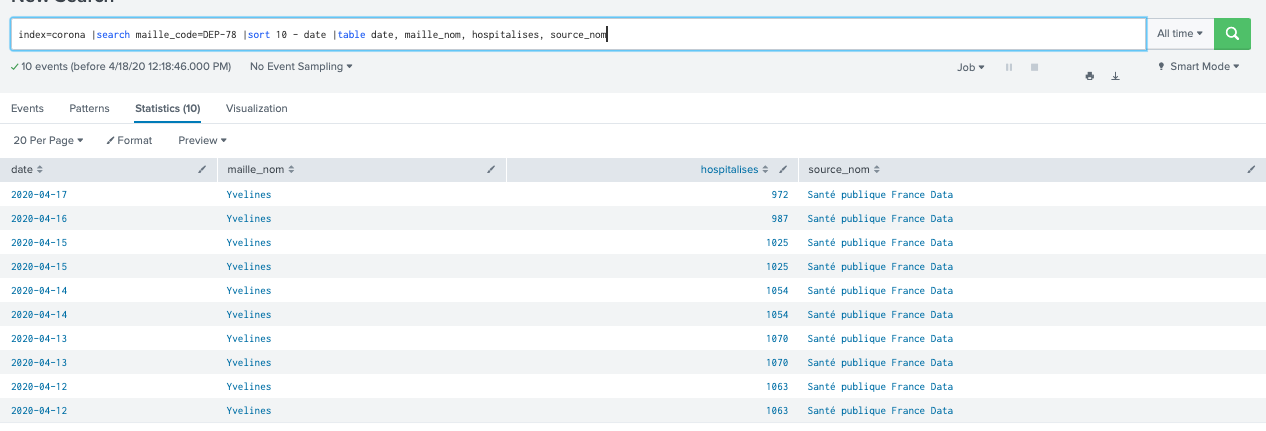 index=corona |search maille_code=DEP-78 |sort 10 - date |table date, maille_nom, hospitalises, source_nom
All time
10 events (before 4/18/20 12:18:46.000 PM) No Event Sampling Job Smart Mode
Events Patterns Statistics (10) Visualization
20 Per Page Format Preview
date maille_nom hospitalises source_nom
2020-04-17 Yvelines 972 Santé publique France Data
2020-04-16 Yvelines 987 Santé publique France Data
2020-04-15 Yvelines 1025 Santé publique France Data
2020-04-15 Yvelines 1025 Santé publique France Data
2020-04-14 Yvelines 1054 Santé publique France Data
2020-04-14 Yvelines 1054 Santé publique France Data
2020-04-13 Yvelines 1070 Santé publique France Data
2020-04-13 Yvelines 1070 Santé publique France Data
2020-04-12 Yvelines 1063 Santé publique France Data
2020-04-12 Yvelines 1063 Santé publique France Data